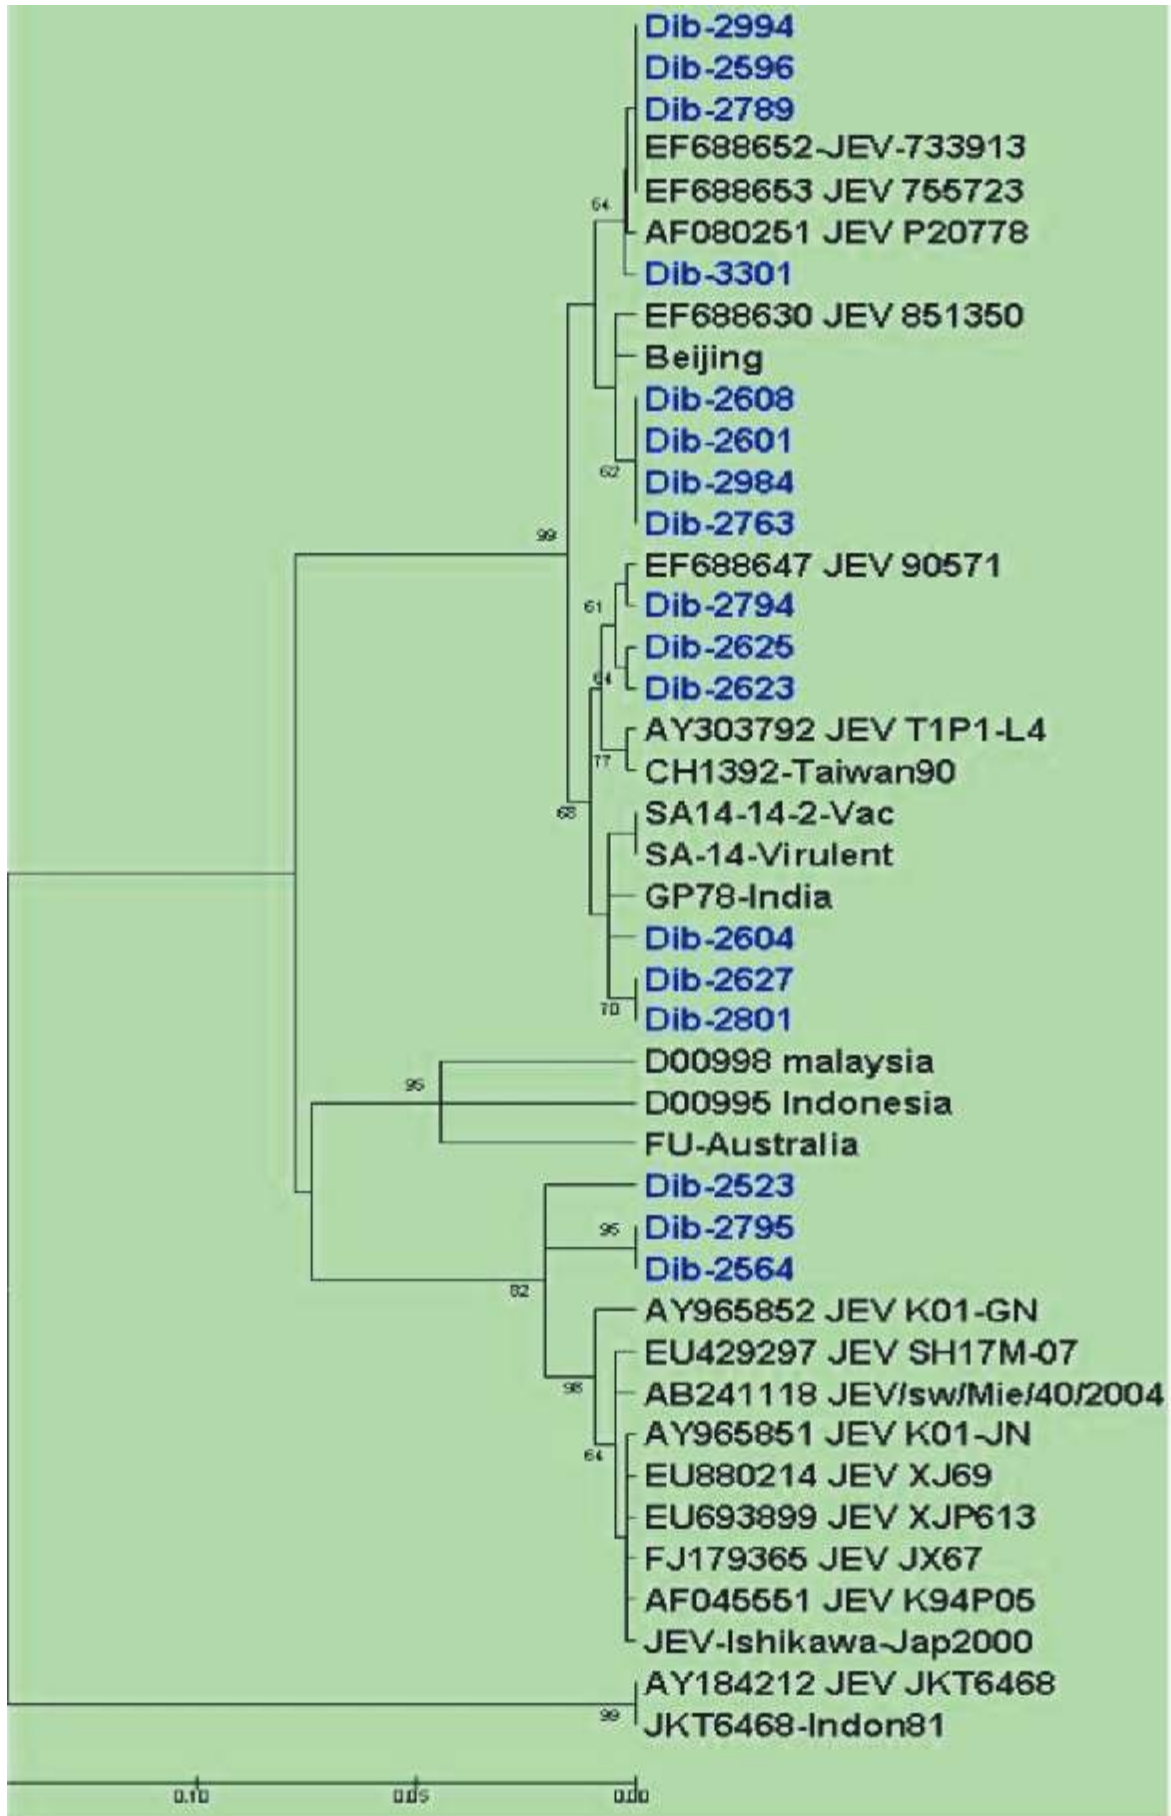 Dib-2994
Dib-2596
Dib-2789
EF688652-JEV-733913
EF688653 JEV 755723
64
AF080251 JEV P20778
Dib-3301
EF688630 JEV 851350
Beijing
Dib-2608
Dib-2601
62
Dib-2984
Dib-2763
99
EF688647 JEV 90571
61
Dib-2794
Dib-2625
64
Dib-2623
AY303792 JEV T1P1-L4
77
CH1392-Taiwan90
68
SA14-14-2-Vac
SA-14-Virulent
GP78-India
Dib-2604
Dib-2627
70
Dib-2801
D00998 malaysia
95
D00995 Indonesia
FU-Australia
Dib-2523
95
Dib-2795
Dib-2564
82
AY965852 JEV K01-GN
EU429297 JEV SH17M-07
98
AB241118 JEV/sw/Mie/40/2004
AY965851 JEV K01-JN
64
EU880214 JEV XJ69
EU693899 JEV XJP613
FJ179365 JEV JX67
AF045551 JEV K94P05
JEV-Ishikawa-Jap2000
AY184212 JEV JKT6468
99
JKT6468-Indon81
0.10 0.05 0.00